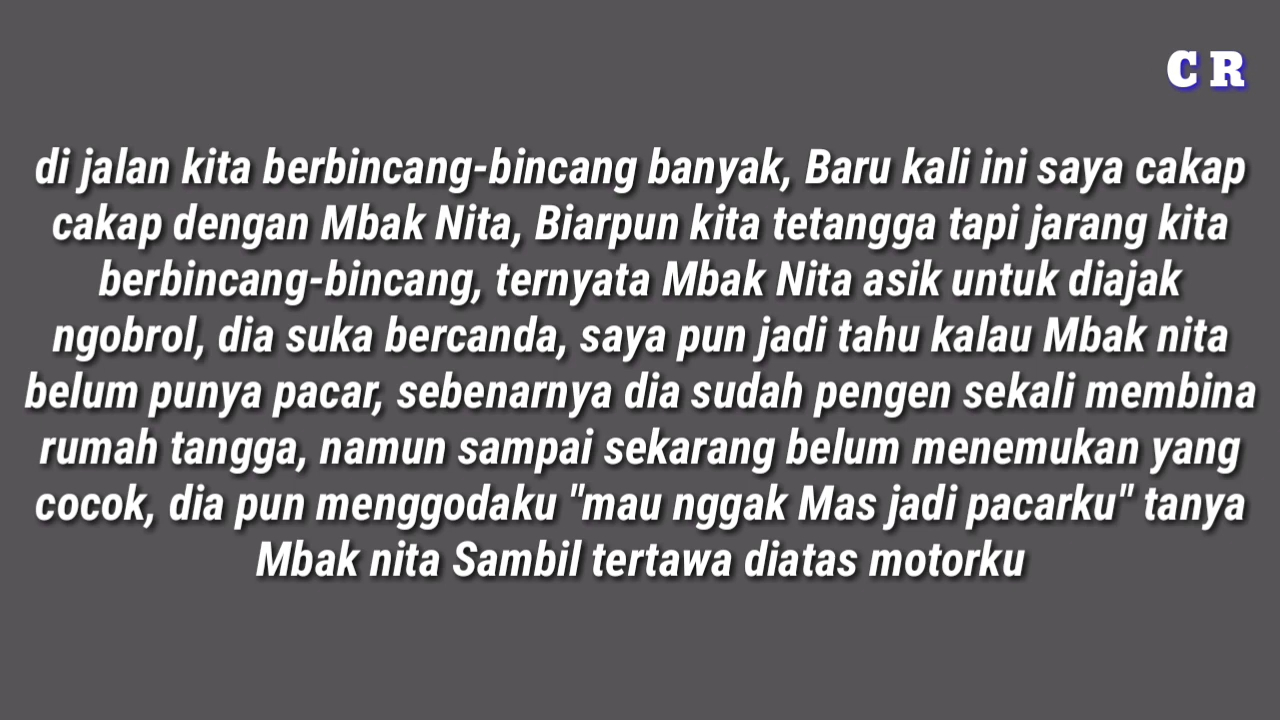 C R
di jalan kita berbincang-bincang banyak, Baru kali ini saya cakap
cakap dengan Mbak Nita, Biarpun kita tetangga tapi jarang kita
berbincang-bincang, ternyata Mbak Nita asik untuk diajak
ngobrol, dia suka bercanda, saya pun jadi tahu kalau Mbak nita
belum punya pacar, sebenarnya dia sudah pengen sekali membina
rumah tangga, namun sampai sekarang belum menemukan yang
cocok, dia pun menggodaku "mau nggak Mas jadi pacarku" tanya
Mbak nita Sambil tertawa diatas motorku